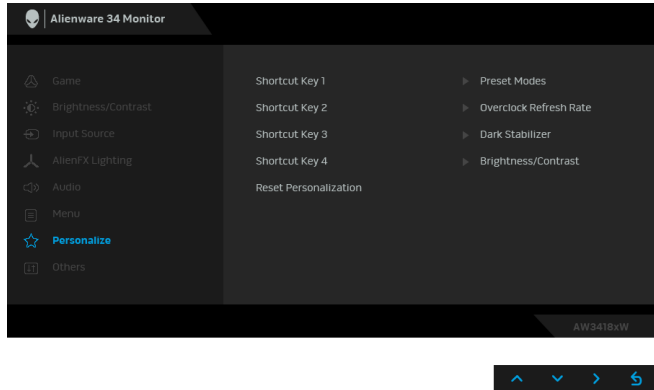 Alienware 34 Monitor
Game
Brightness/Contrast
Input Source
AlienFX Lighting
Audio
Menu
Personalize
Others
Shortcut Key 1 Preset Modes
Shortcut Key 2 Overclock Refresh Rate
Shortcut Key 3 Dark Stabilizer
Shortcut Key 4 Brightness/Contrast
Reset Personalization
AW3418xW